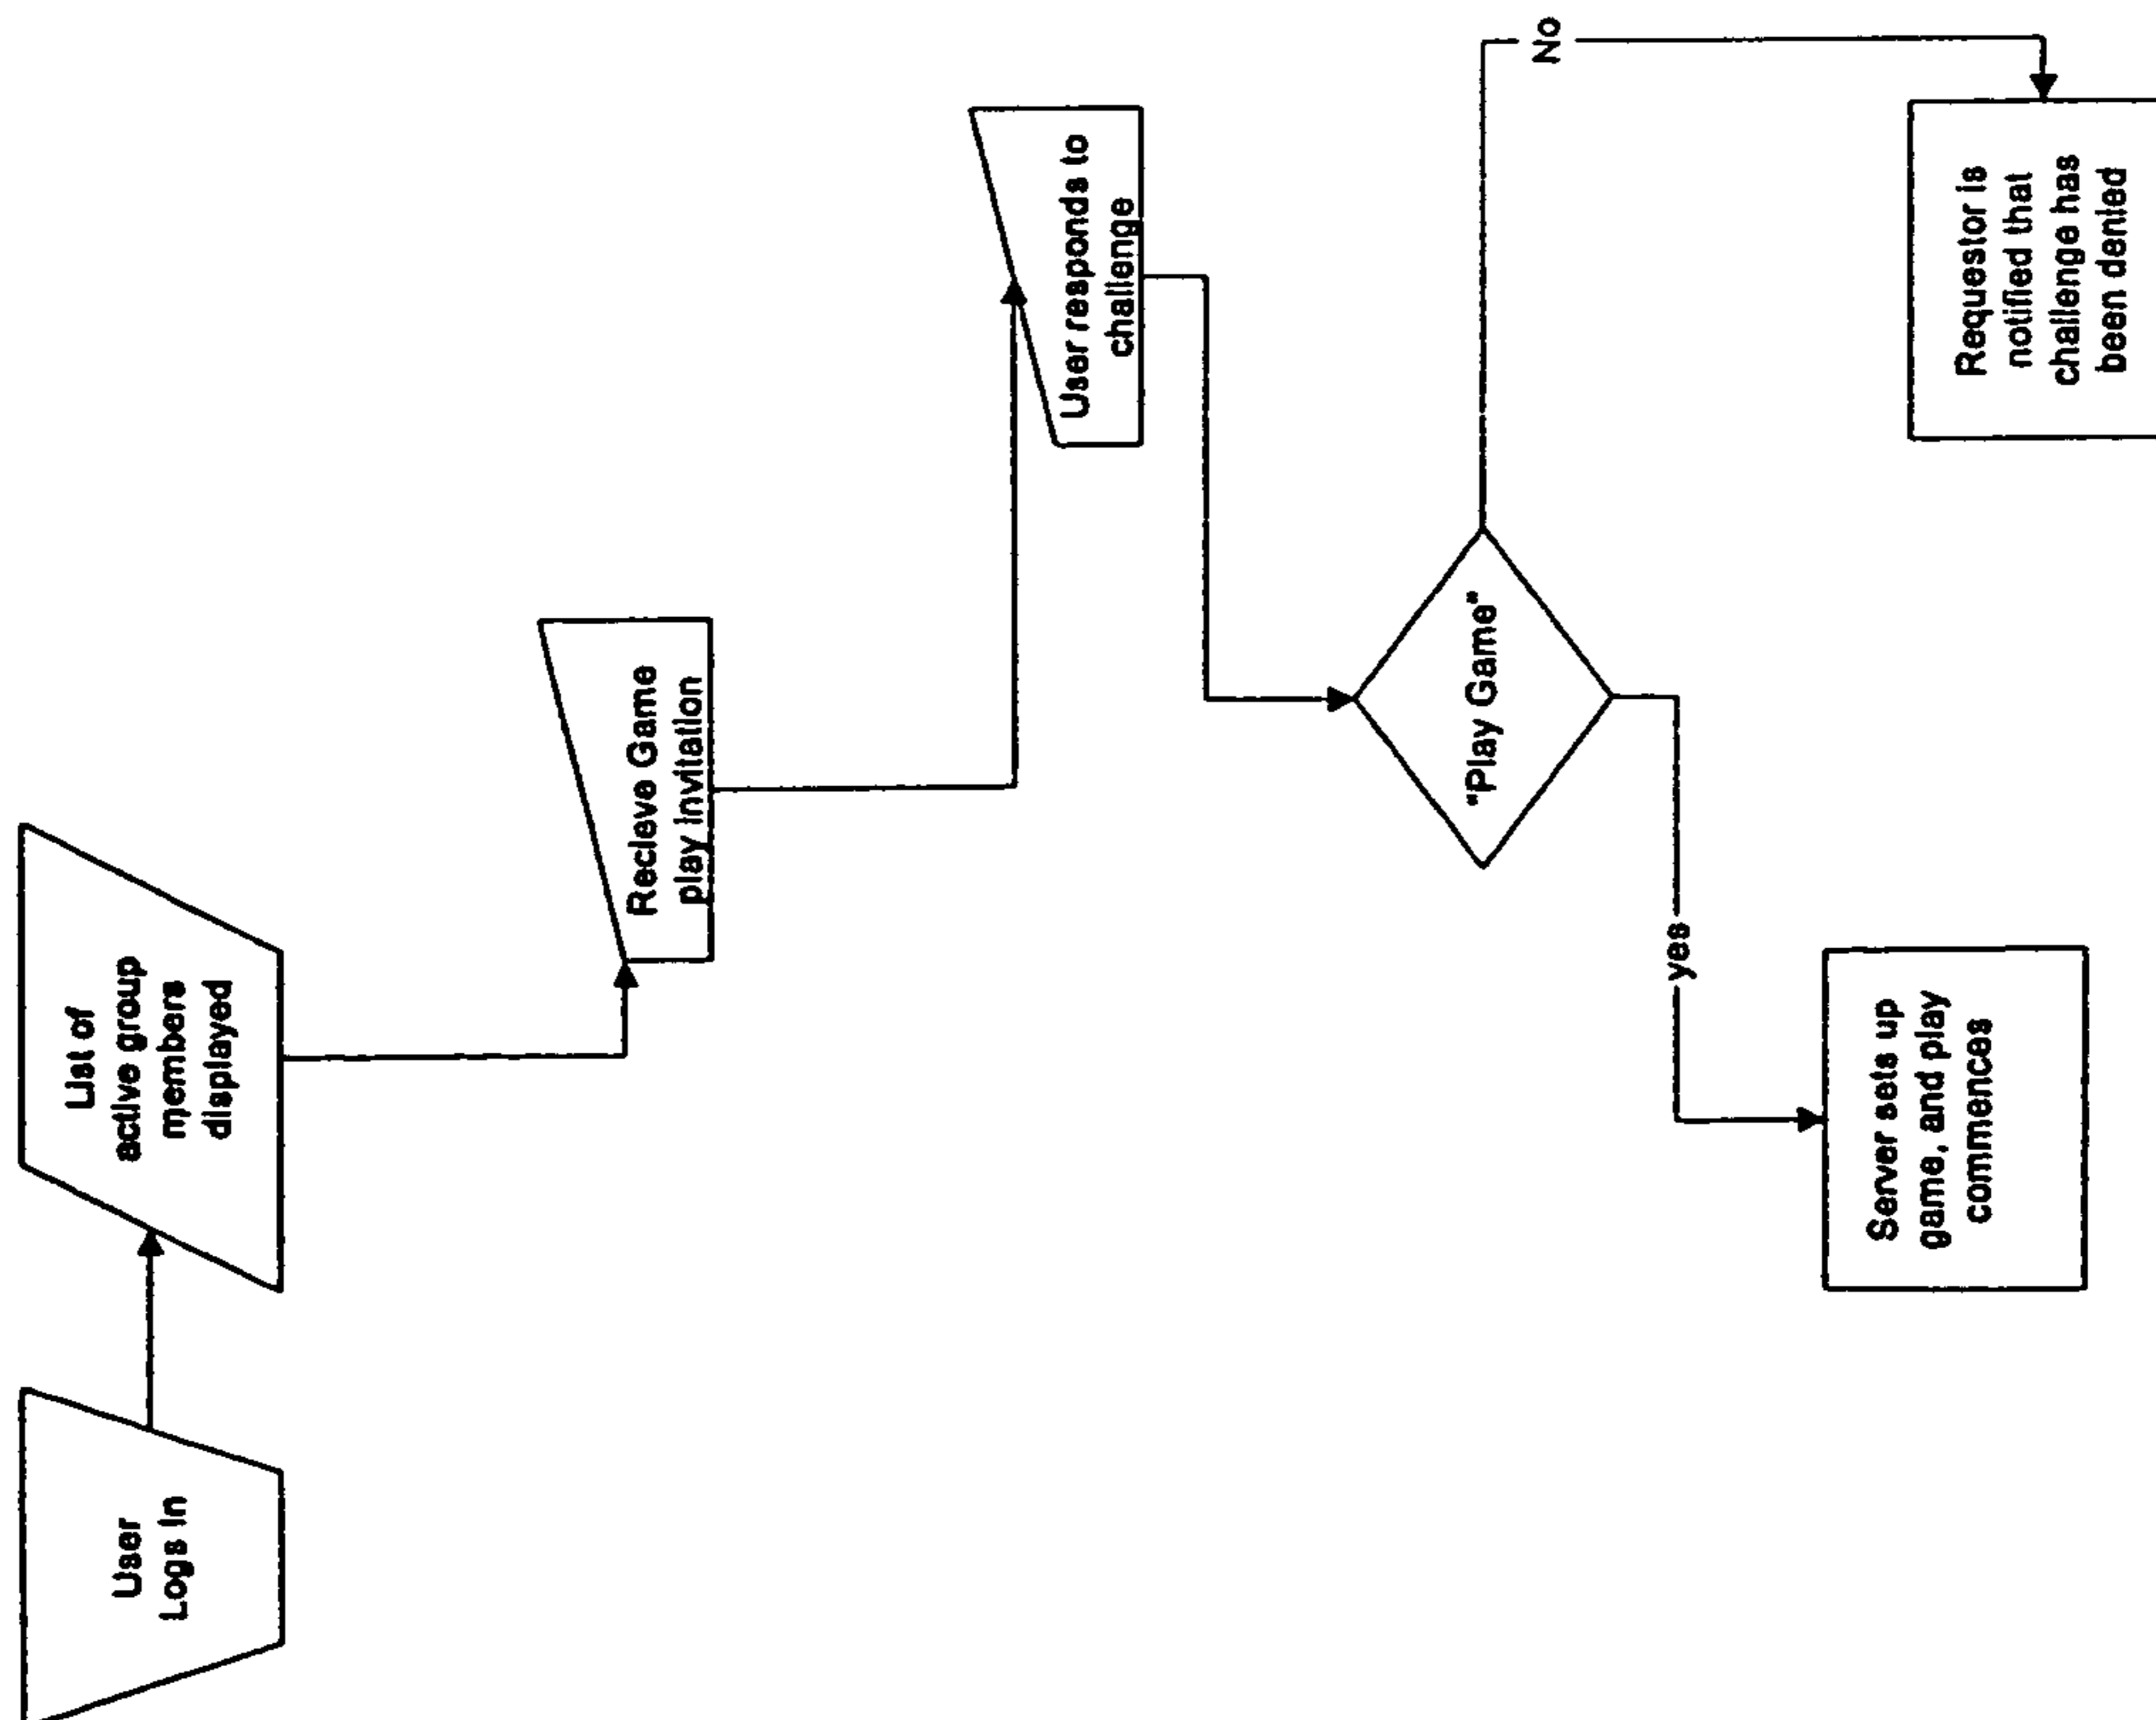 User
Logs In
List of
active group
members
displayed
Recieve Game
play invitation
User responds to
challenge
"Play Game"
No
yes
Requestor is
notified that
challenge has
been denied
Server sets up
game, and play
commences